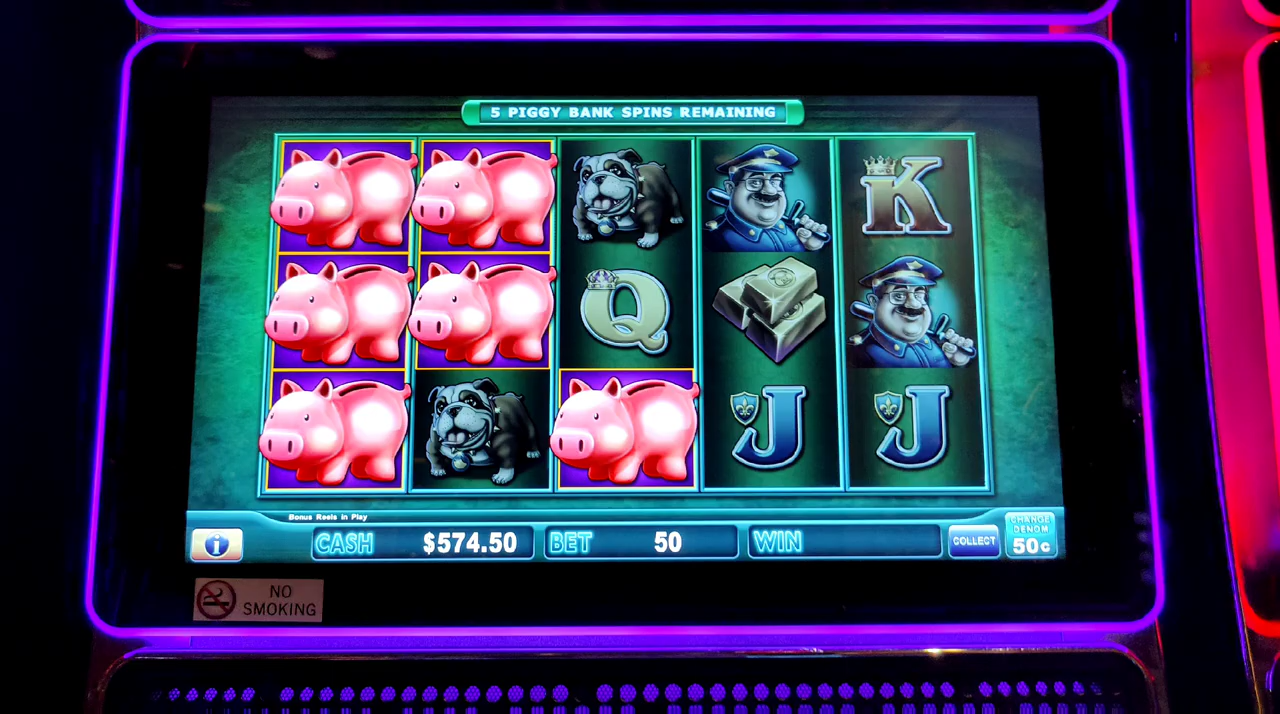 5 PIGGY BANK SPINS REMAINING
K
Q
J
J
Bonus Reels in Play
CASH $574.50 BET 50 WIN COLLECT
CHANGE
DENOM
50¢
NO
SMOKING